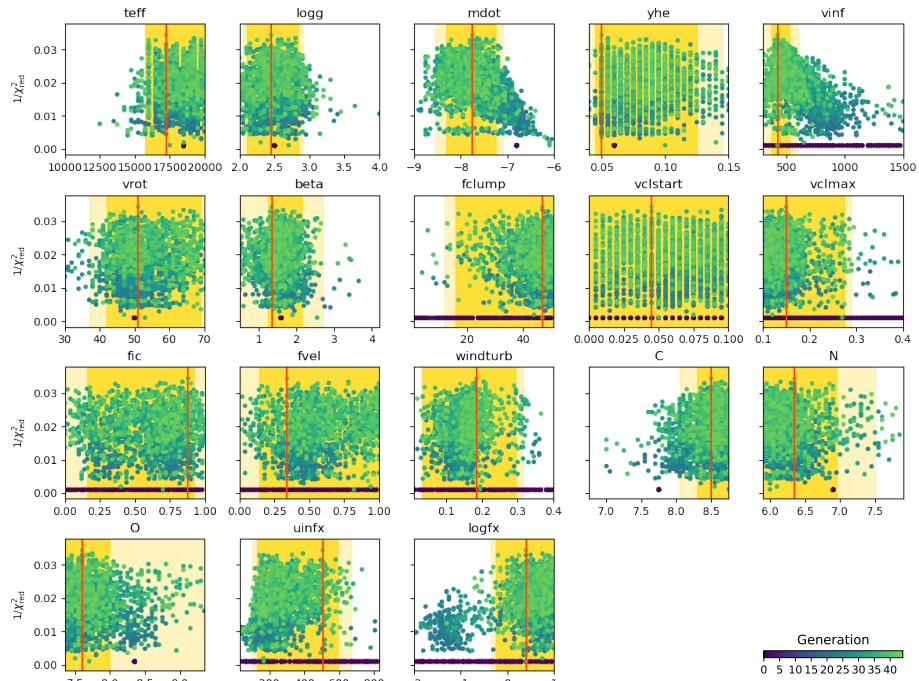 teff logg mdot yhe vinf
1/χ²red
0.03
0.02
0.01
0.00
10000 12500 15000 17500 20000 2.0 2.5 3.0 3.5 4.0 −9 −8 −7 −6 0.05 0.10 0.15 500 1000 1500
vrot beta fclump vclstart vclmax
1/χ²red
0.03
0.02
0.01
0.00
30 40 50 60 70 1 2 3 4 20 40 0.000 0.025 0.050 0.075 0.100 0.1 0.2 0.3 0.4
fic fvel windturb C N
1/χ²red
0.03
0.02
0.01
0.00
0.00 0.25 0.50 0.75 1.00 0.00 0.25 0.50 0.75 1.00 0.1 0.2 0.3 0.4 7.0 7.5 8.0 8.5 6.0 6.5 7.0 7.5
O uinfx logfx
1/χ²red
0.03
0.02
0.01
0.00
Generation
0 5 10 15 20 25 30 35 40